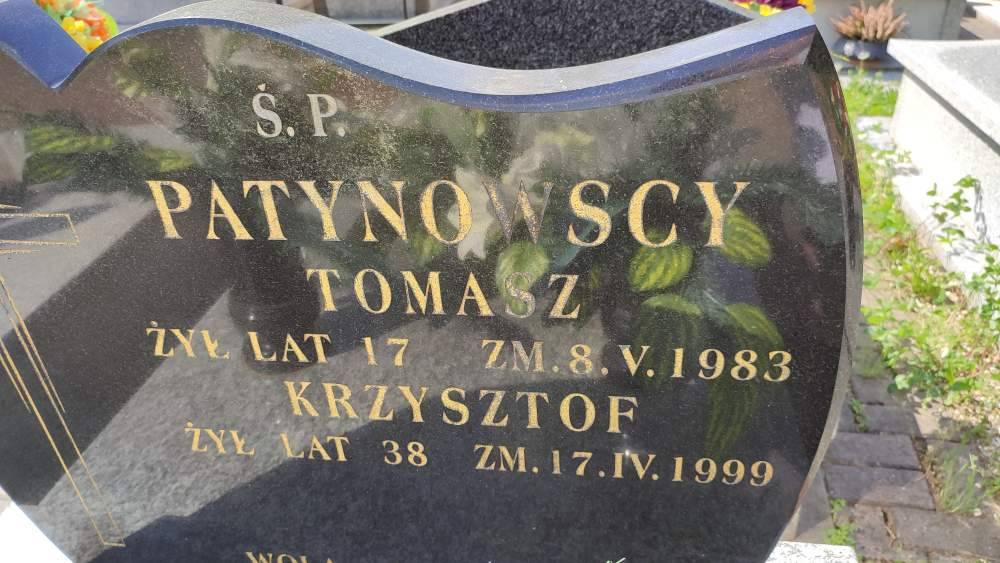 Ś. P.
PATYNOWSCY
TOMASZ
ŻYŁ LAT 17 ZM. 8. V. 1983
KRZYSZTOF
ŻYŁ LAT 38 ZM. 17. IV. 1999